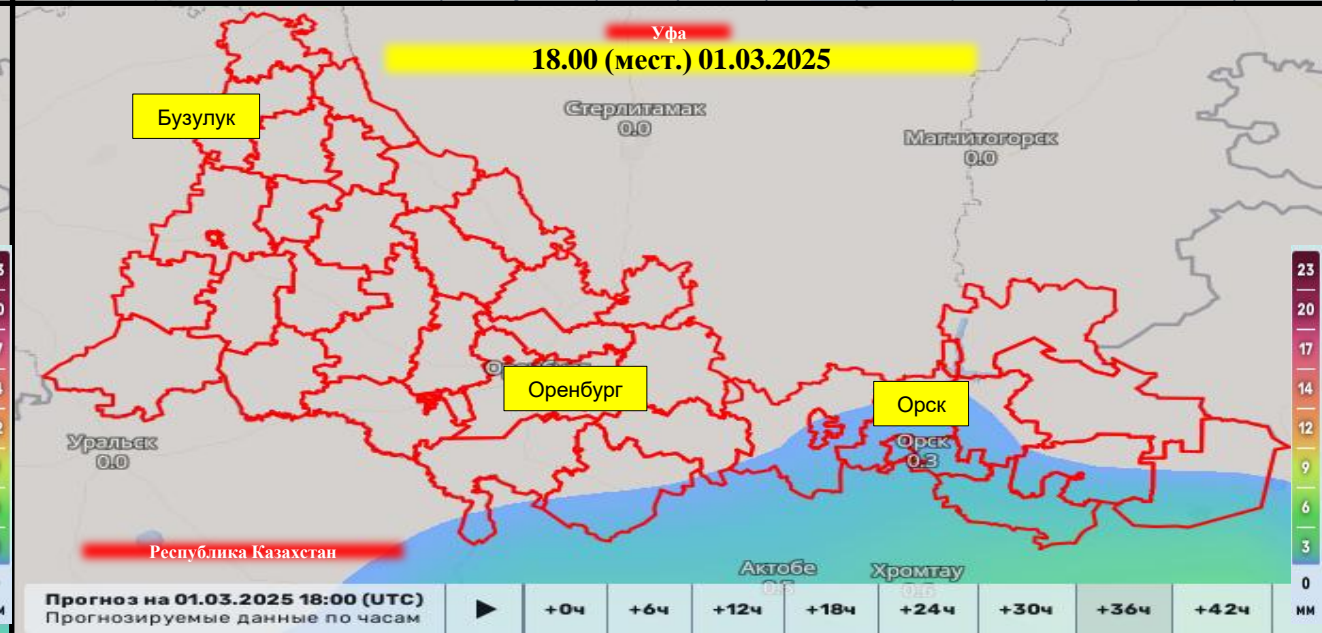 Уфа
18.00 (мест.) 01.03.2025
Бузулук
Стерлитамак
0.0
Магнитогорск
0.0
Оренбург
Орск
Орск
0.3
Уральск
0.0
Республика Казахстан
Актобе
Хромтау
23
20
17
14
12
9
6
3
0
мм
Прогноз на 01.03.2025 18:00 (UTC)
Прогнозируемые данные по часам
+0ч
+6ч
+12ч
+18ч
+24ч
+30ч
+36ч
+42ч